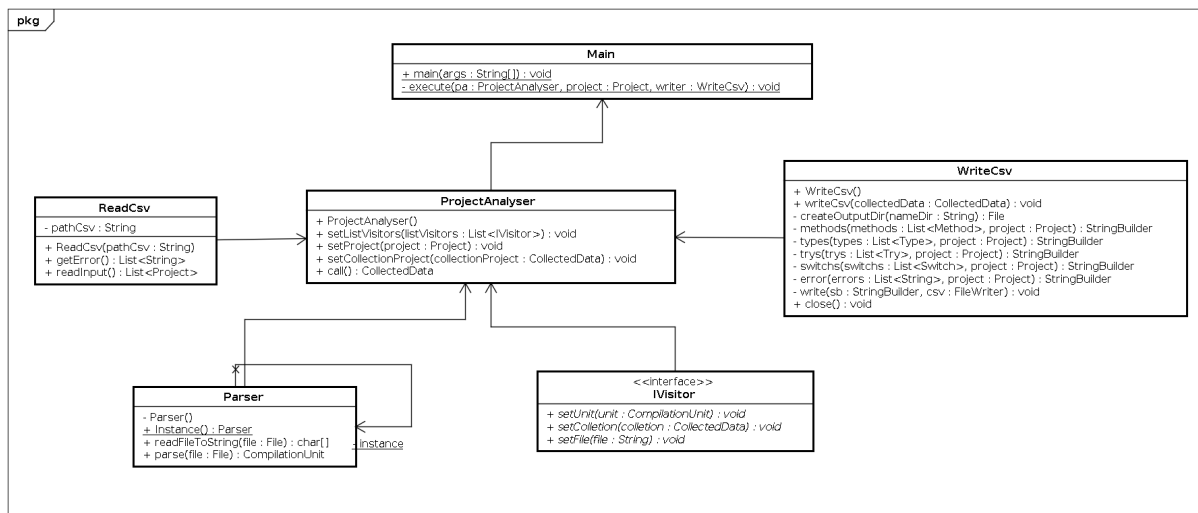 pkg
Main
+ main(args : String[]) : void
- execute(pa : ProjectAnalyser, project : Project, writer : WriteCsv) : void
ReadCsv
- pathCsv : String
+ ReadCsv(pathCsv : String)
+ getError() : List<String>
+ readInput() : List<Project>
ProjectAnalyser
+ ProjectAnalyser()
+ setListVisitors(listVisitors : List<IVisitor>) : void
+ setProject(project : Project) : void
+ setCollectionProject(collectionProject : CollectedData) : void
+ call() : CollectedData
WriteCsv
+ WriteCsv()
+ writeCsv(collectedData : CollectedData) : void
- createOutputDir(nameDir : String) : File
- methods(methods : List<Method>, project : Project) : StringBuilder
- types(types : List<Type>, project : Project) : StringBuilder
- trys(trys : List<Try>, project : Project) : StringBuilder
- switchs(switchs : List<Switch>, project : Project) : StringBuilder
- error(errors : List<String>, project : Project) : StringBuilder
- write(sb : StringBuilder, csv : FileWriter) : void
+ close() : void
Parser
- Parser()
+ Instance() : Parser
+ readFileToString(file : File) : char[]
+ parse(file : File) : CompilationUnit
- instance
<<interface>>
IVisitor
+ setUnit(unit : CompilationUnit) : void
+ setColletion(colletion : CollectedData) : void
+ setFile(file : String) : void